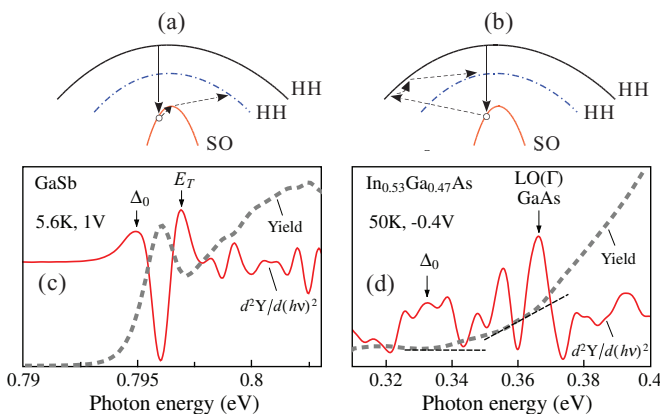 (a)
(b)
HH
HH
SO
HH
HH
SO
GaSb
5.6K, 1V
Δ₀
E_T
Yield
(c)
d²Y/d(hν)²
0.79
0.795
0.8
Photon energy (eV)
In₀.₅₃Ga₀.₄₇As
50K, -0.4V
LO(Γ)
GaAs
Δ₀
Yield
(d)
d²Y/d(hν)²
0.32
0.34
0.36
0.38
0.4
Photon energy (eV)